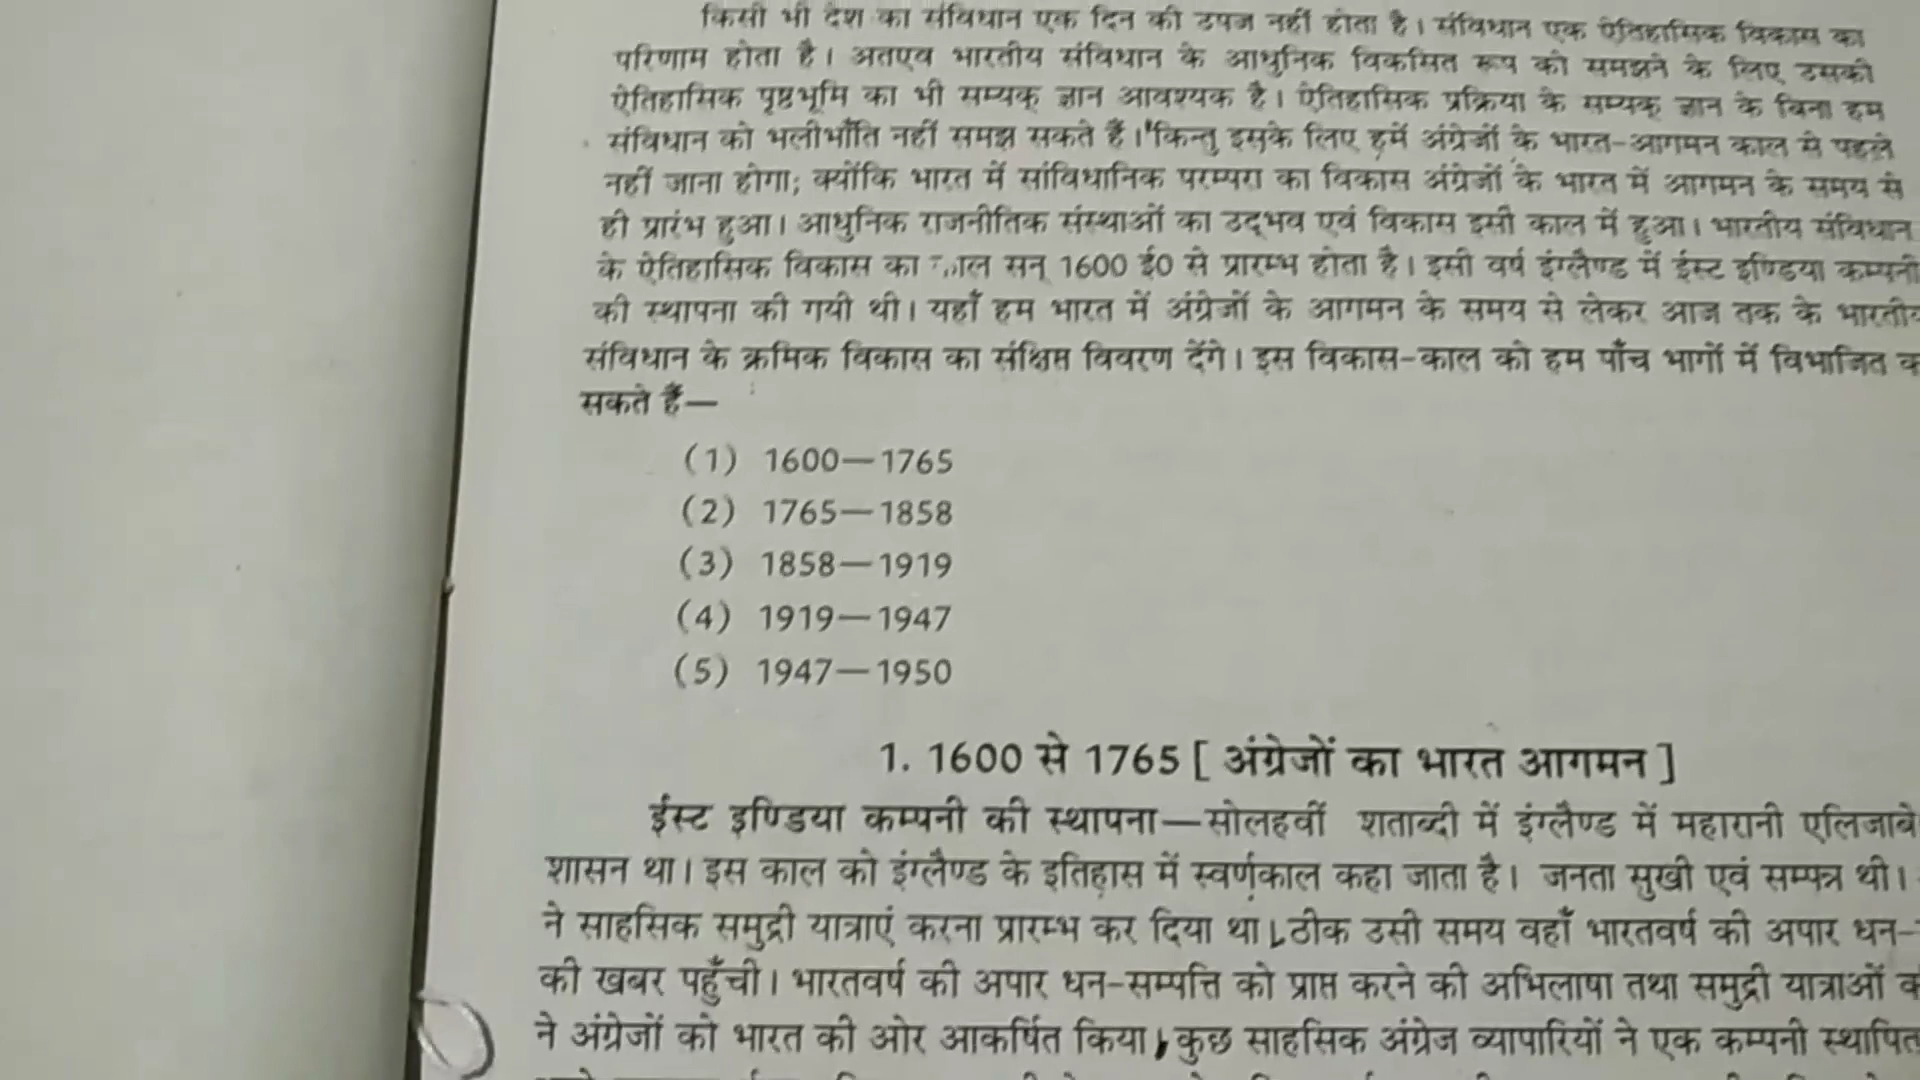 किसी भी देश का संविधान एक दिन की उपज नहीं होता है। संविधान एक ऐतिहासिक विकास का
परिणाम होता है। अतएव भारतीय संविधान के आधुनिक विकसित रूप को समझने के लिए उसकी
ऐतिहासिक पृष्ठभूमि का भी सम्यक् ज्ञान आवश्यक है। ऐतिहासिक प्रक्रिया के सम्यक् ज्ञान के बिना हम
संविधान को भलीभाँति नहीं समझ सकते हैं। किन्तु इसके लिए हमें अंग्रेजों के भारत-आगमन काल से पहले
नहीं जाना होगा; क्योंकि भारत में सांविधानिक परम्परा का विकास अंग्रेजों के भारत में आगमन के समय से
ही प्रारंभ हुआ। आधुनिक राजनीतिक संस्थाओं का उद्भव एवं विकास इसी काल में हुआ। भारतीय संविधान
के ऐतिहासिक विकास का काल सन् 1600 ई0 से प्रारम्भ होता है। इसी वर्ष इंग्लैण्ड में ईस्ट इण्डिया कम्पनी
की स्थापना की गयी थी। यहाँ हम भारत में अंग्रेजों के आगमन के समय से लेकर आज तक के भारतीय
संविधान के क्रमिक विकास का संक्षिप्त विवरण देंगे। इस विकास-काल को हम पाँच भागों में विभाजित
सकते हैं—
(1) 1600—1765
(2) 1765—1858
(3) 1858—1919
(4) 1919—1947
(5) 1947—1950
1. 1600 से 1765 [ अंग्रेजों का भारत आगमन ]
ईस्ट इण्डिया कम्पनी की स्थापना—सोलहवीं शताब्दी में इंग्लैण्ड में महारानी एलिजाबे
शासन था। इस काल को इंग्लैण्ड के इतिहास में स्वर्णकाल कहा जाता है। जनता सुखी एवं सम्पन्न थी।
ने साहसिक समुद्री यात्राएं करना प्रारम्भ कर दिया था। ठीक उसी समय वहाँ भारतवर्ष की अपार धन-
की खबर पहुँची। भारतवर्ष की अपार धन-सम्पत्ति को प्राप्त करने की अभिलाषा तथा समुद्री यात्राओं
ने अंग्रेजों को भारत की ओर आकर्षित किया। कुछ साहसिक अंग्रेज व्यापारियों ने एक कम्पनी स्थापित